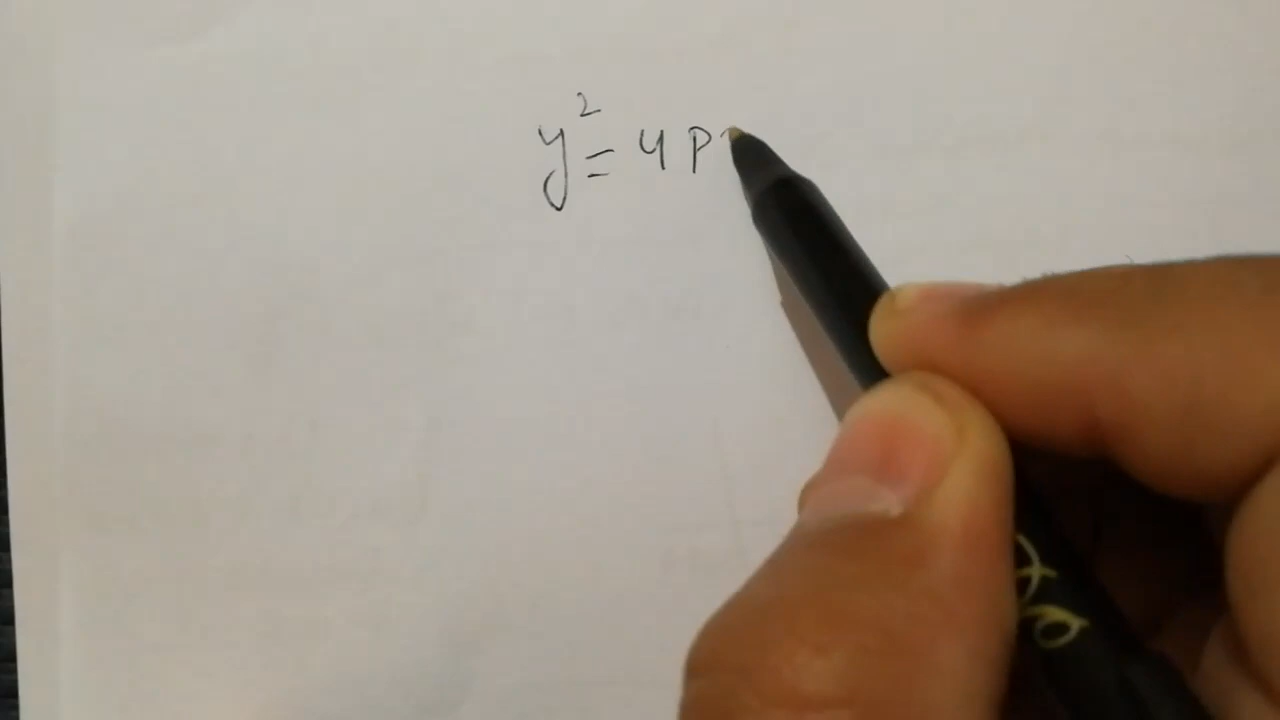 y² = 4p